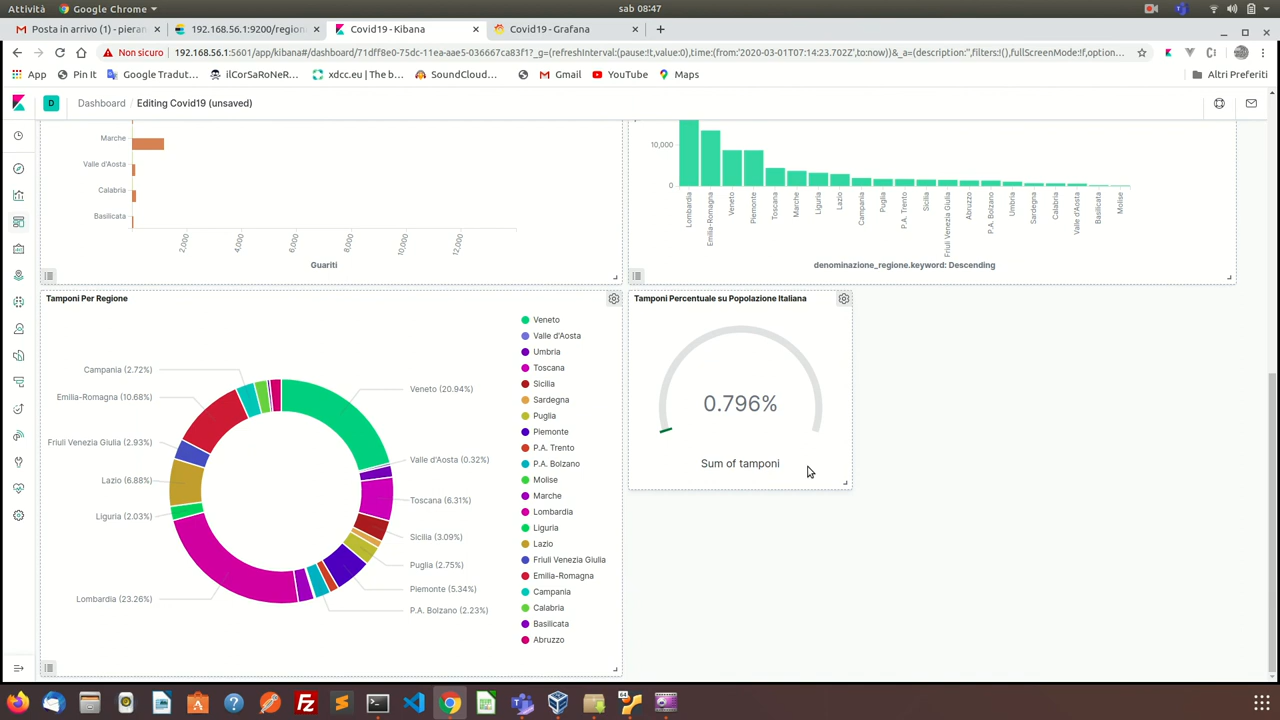 Attività
Google Chrome
sab 08:47
Posta in arrivo (1) - pieran
192.168.56.1:9200/region
Covid19 - Kibana
Covid19 - Grafana
Non sicuro
192.168.56.1:5601/app/kibana#/dashboard/71dff8e0-75dc-11ea-aae5-036667ca83f1?_g=(refreshInterval:(pause:!t,value:0),time:(from:'2020-03-01T07:14:23.702Z',to:now))&_a=(description:'',filters:!(),fullScreenMode:!f,option...
App
Pin It
Google Tradut...
ilCorSaRoNeR...
xdcc.eu | The b...
SoundCloud...
Gmail
YouTube
Maps
Altri Preferiti
D
Dashboard / Editing Covid19 (unsaved)
Marche
Valle d'Aosta
Calabria
Basilicata
2,000
4,000
6,000
8,000
10,000
12,000
Guariti
10,000
0
Lombardia
Emilia-Romagna
Veneto
Piemonte
Toscana
Marche
Liguria
Lazio
Campania
Puglia
P.A. Trento
Sicilia
Friuli Venezia Giulia
Abruzzo
P.A. Bolzano
Umbria
Sardegna
Calabria
Valle d'Aosta
Basilicata
Molise
denominazione_regione.keyword: Descending
Tamponi Per Regione
Campania (2.72%)
Emilia-Romagna (10.68%)
Friuli Venezia Giulia (2.93%)
Lazio (6.88%)
Liguria (2.03%)
Lombardia (23.26%)
Veneto (20.94%)
Valle d'Aosta (0.32%)
Toscana (6.31%)
Sicilia (3.09%)
Puglia (2.75%)
Piemonte (5.34%)
P.A. Bolzano (2.23%)
Veneto
Valle d'Aosta
Umbria
Toscana
Sicilia
Sardegna
Puglia
Piemonte
P.A. Trento
P.A. Bolzano
Molise
Marche
Lombardia
Liguria
Lazio
Friuli Venezia Giulia
Emilia-Romagna
Campania
Calabria
Basilicata
Abruzzo
Tamponi Percentuale su Popolazione Italiana
0.796%
Sum of tamponi